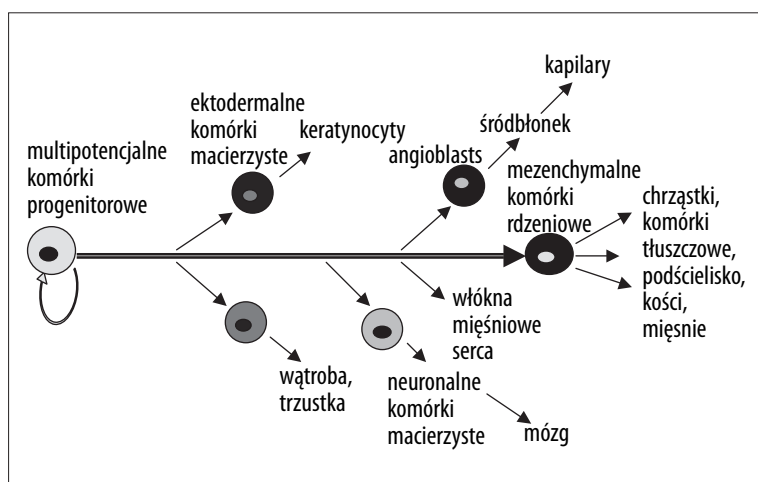 multipotencjalne
komórki
progenitorowe
ektodermalne
komórki
macierzyste
keratynocyty
angioblasts
śródbłonek
kapilary
mezenchymalne
komórki
rdzeniowe
chrząstki,
komórki
tłuszczowe,
podścielisko,
kości,
mięsnie
wątroba,
trzustka
neuronalne
komórki
macierzyste
mózg
włókna
mięśniowe
serca